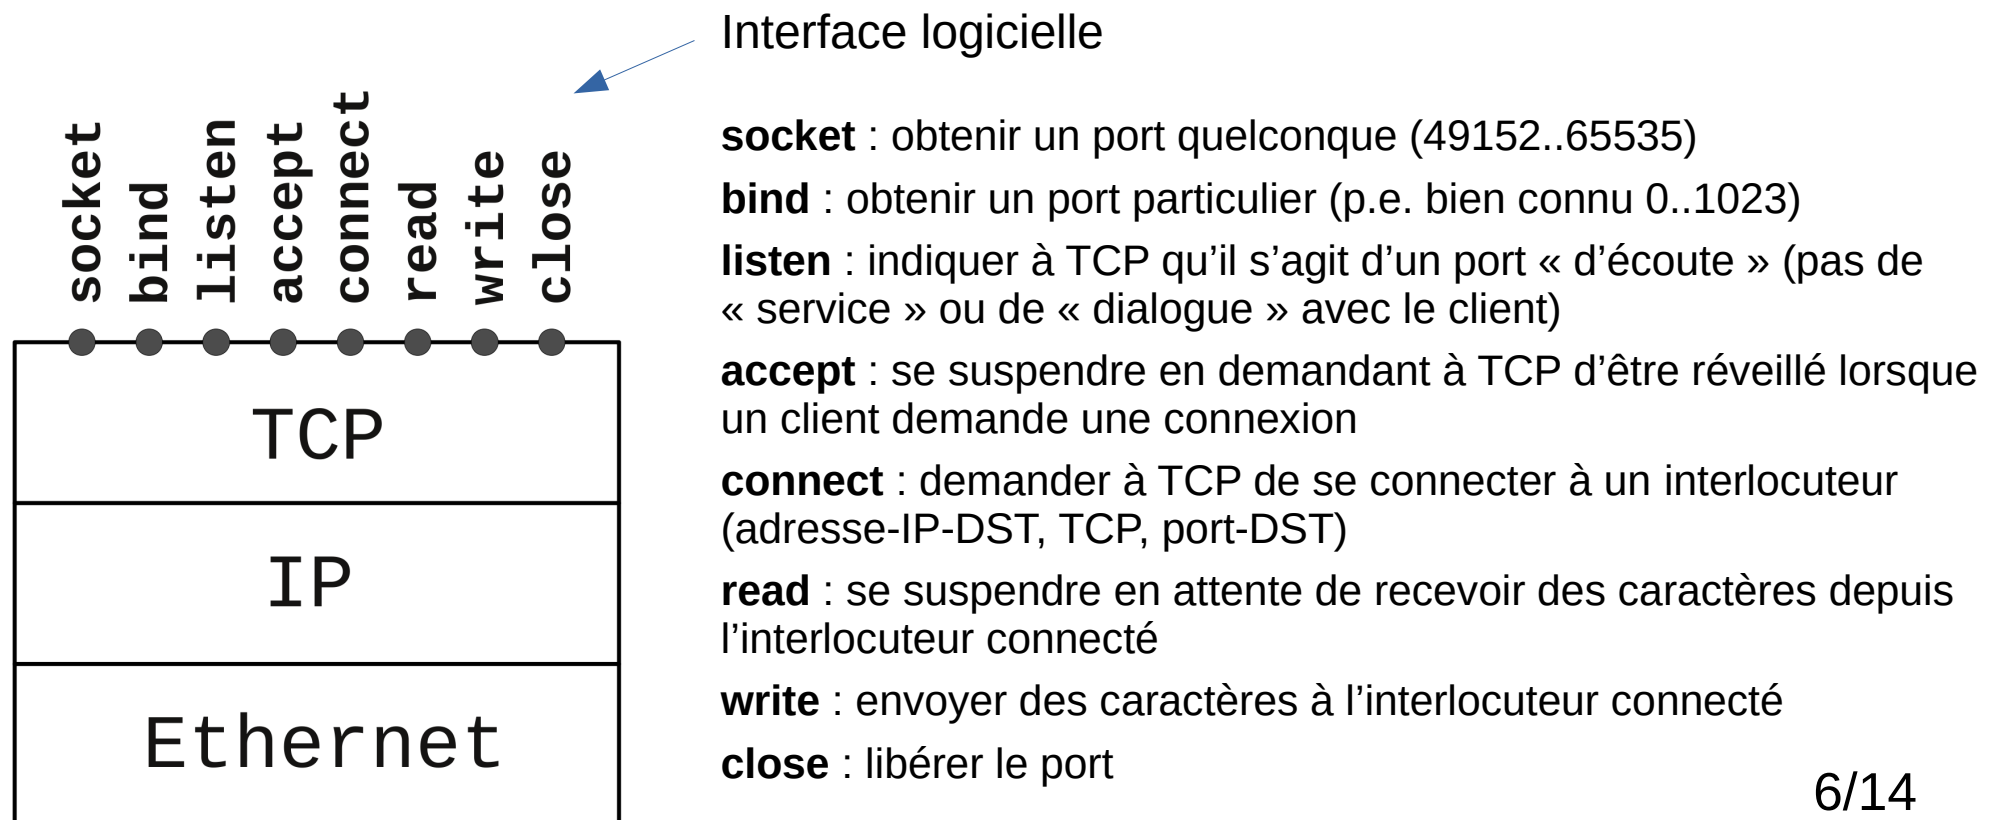 Interface logicielle
socket
bind
listen
accept
connect
read
write
close
TCP
IP
Ethernet
socket : obtenir un port quelconque (49152..65535)
bind : obtenir un port particulier (p.e. bien connu 0..1023)
listen : indiquer à TCP qu’il s’agit d’un port « d’écoute » (pas de
« service » ou de « dialogue » avec le client)
accept : se suspendre en demandant à TCP d’être réveillé lorsque
un client demande une connexion
connect : demander à TCP de se connecter à un interlocuteur
(adresse-IP-DST, TCP, port-DST)
read : se suspendre en attente de recevoir des caractères depuis
l’interlocuteur connecté
write : envoyer des caractères à l’interlocuteur connecté
close : libérer le port
6/14